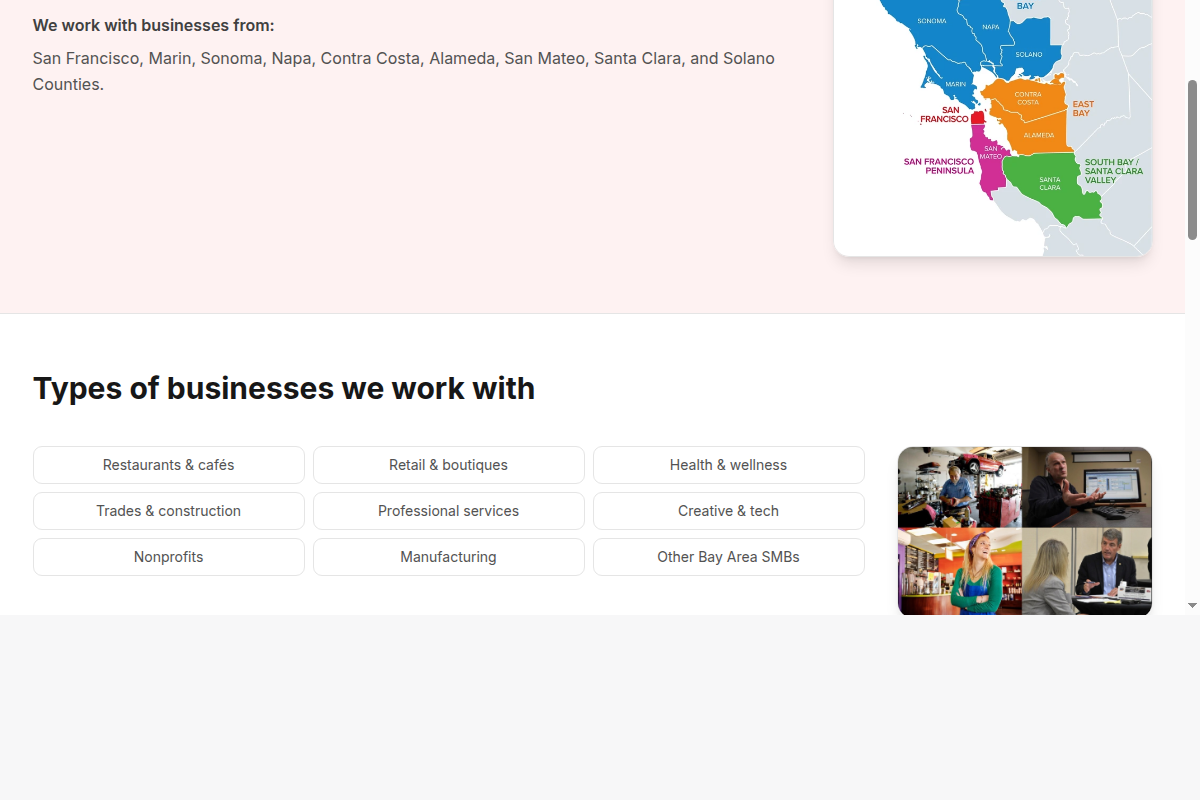 We work with businesses from:
San Francisco, Marin, Sonoma, Napa, Contra Costa, Alameda, San Mateo, Santa Clara, and Solano
Counties.
BAY
SONOMA
NAPA
SOLANO
MARIN
CONTRA
COSTA
EAST
BAY
SAN
FRANCISCO
ALAMEDA
SAN
MATEO
SAN FRANCISCO
PENINSULA
SOUTH BAY /
SANTA CLARA
VALLEY
SANTA
CLARA
Types of businesses we work with
Restaurants & cafés
Retail & boutiques
Health & wellness
Trades & construction
Professional services
Creative & tech
Nonprofits
Manufacturing
Other Bay Area SMBs